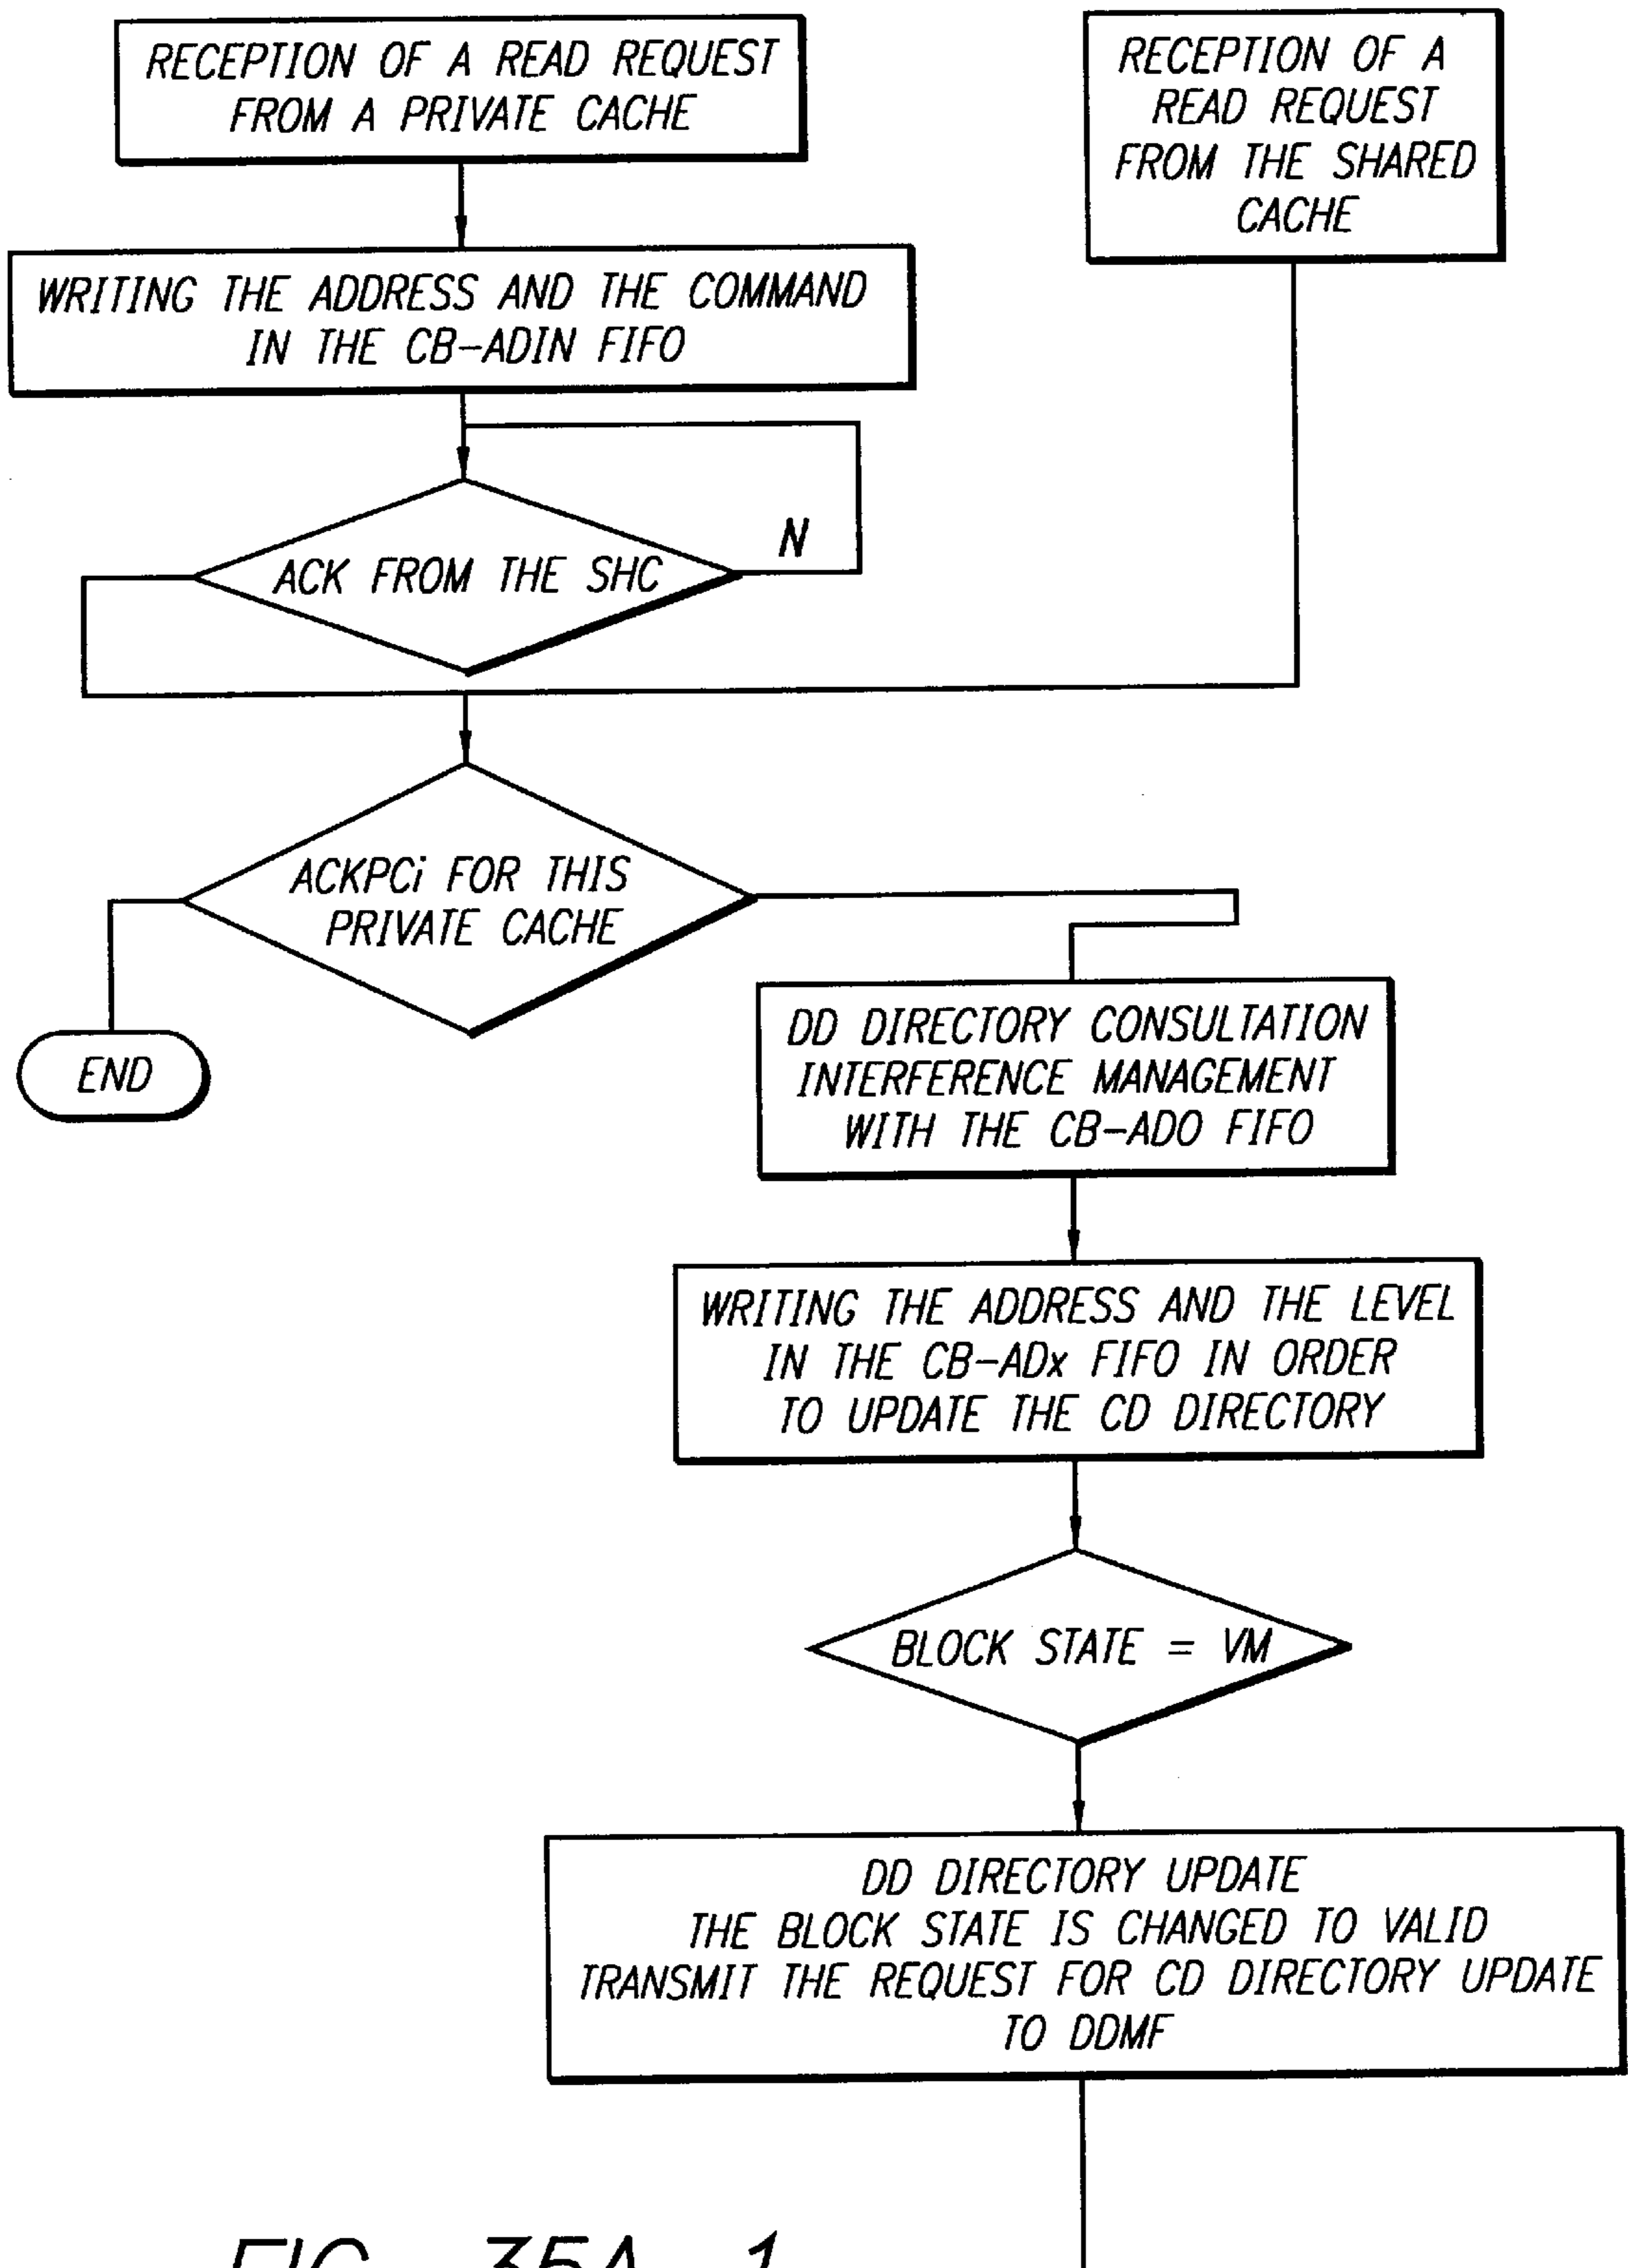 RECEPTION OF A READ REQUEST
FROM A PRIVATE CACHE
RECEPTION OF A
READ REQUEST
FROM THE SHARED
CACHE
WRITING THE ADDRESS AND THE COMMAND
IN THE CB-ADIN FIFO
N
ACK FROM THE SHC
ACKPCi FOR THIS
PRIVATE CACHE
END
DD DIRECTORY CONSULTATION
INTERFERENCE MANAGEMENT
WITH THE CB-ADO FIFO
WRITING THE ADDRESS AND THE LEVEL
IN THE CB-ADx FIFO IN ORDER
TO UPDATE THE CD DIRECTORY
BLOCK STATE = VM
DD DIRECTORY UPDATE
THE BLOCK STATE IS CHANGED TO VALID
TRANSMIT THE REQUEST FOR CD DIRECTORY UPDATE
TO DDMF
FIG. 35A-1